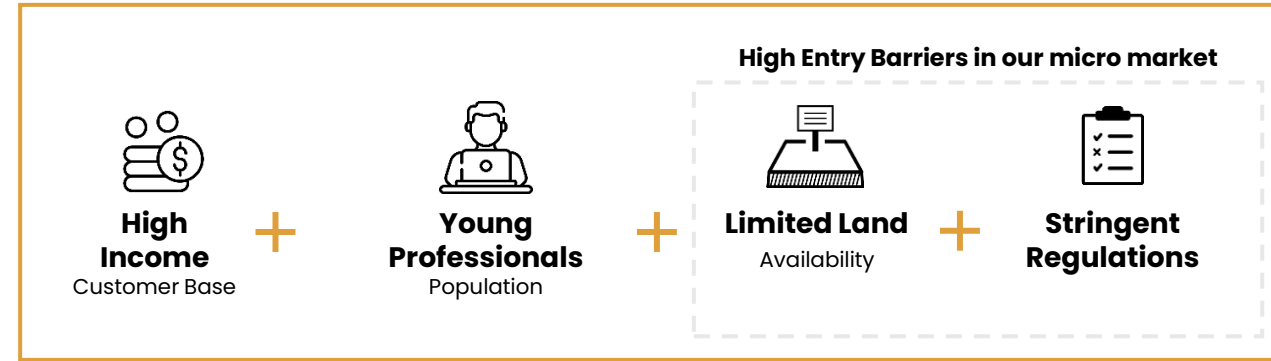 High Entry Barriers in our micro market
$
High
Income
Customer Base
+
Young
Professionals
Population
+
Limited Land
Availability
+
Stringent
Regulations